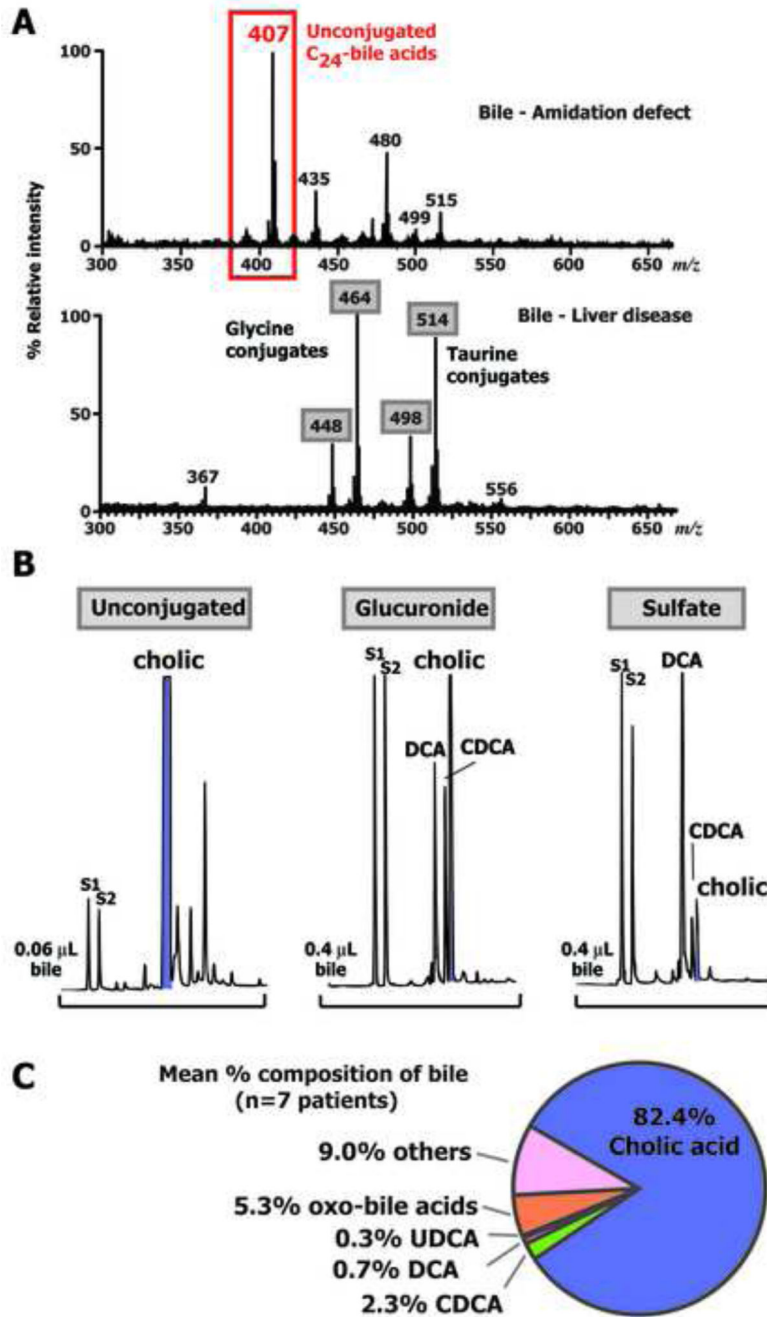 A
407
Unconjugated
C24-bile acids
100
50
0
Bile - Amidation defect
435
480
499
515
300 350 400 450 500 550 600 650 m/z
% Relative intensity
464
514
Bile - Liver disease
Glycine
conjugates
Taurine
conjugates
100
50
0
448
498
367
556
300 350 400 450 500 550 600 650 m/z
B
Unconjugated
cholic
S1
S2
0.06 µL
bile
Glucuronide
S1
S2
cholic
DCA
CDCA
0.4 µL
bile
Sulfate
S1
S2
DCA
CDCA
cholic
0.4 µL
bile
C
Mean % composition of bile
(n=7 patients)
82.4%
Cholic acid
9.0% others
5.3% oxo-bile acids
0.3% UDCA
0.7% DCA
2.3% CDCA